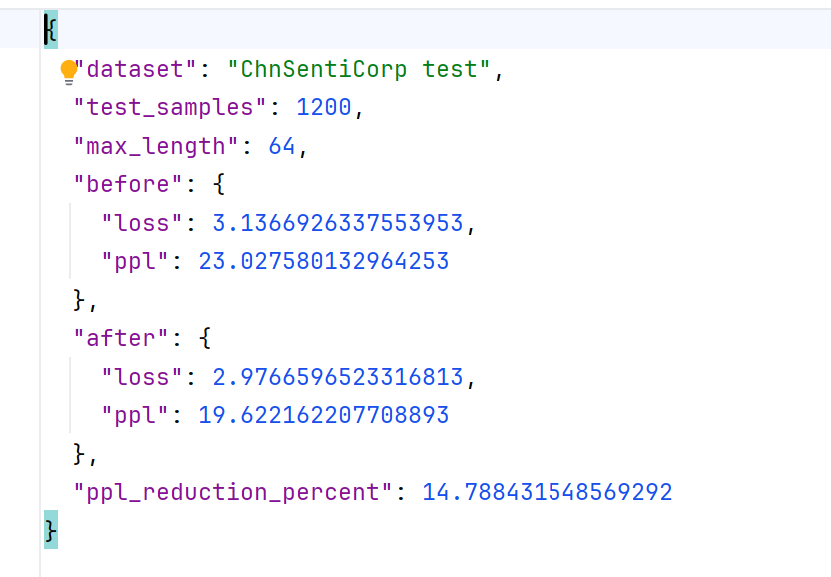 {
"dataset": "ChnSentiCorp test",
"test_samples": 1200,
"max_length": 64,
"before": {
"loss": 3.1366926337553953,
"ppl": 23.027580132964253
},
"after": {
"loss": 2.9766596523316813,
"ppl": 19.622162207708893
},
"ppl_reduction_percent": 14.788431548569292
}